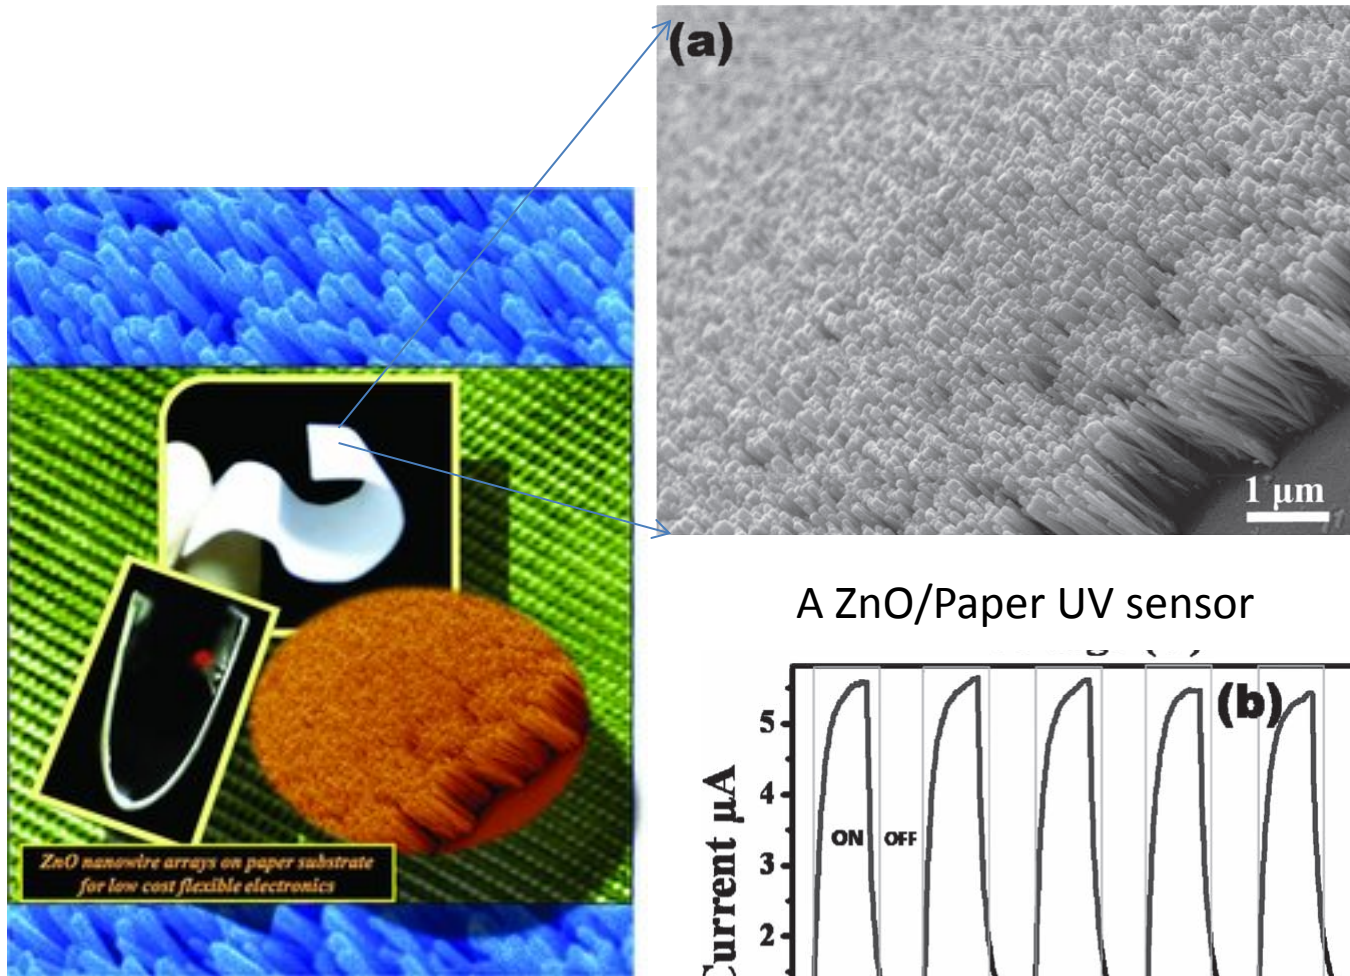 (a)
1 µm
ZnO nanowire arrays on paper substrate
for low cost flexible electronics
A ZnO/Paper UV sensor
(b)
5
4
3
2
Current µA
ON OFF